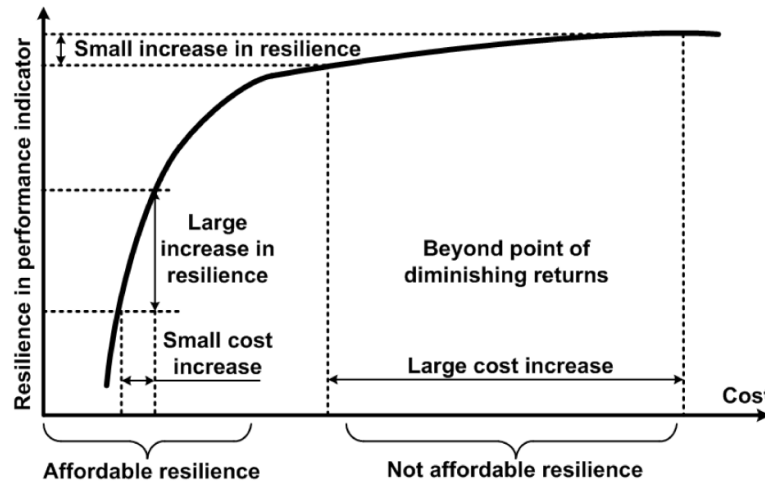 Resilience in performance indicator
Small increase in resilience
Large
increase in
resilience
Beyond point of
diminishing returns
Small cost
increase
Large cost increase
Cost
Affordable resilience
Not affordable resilience